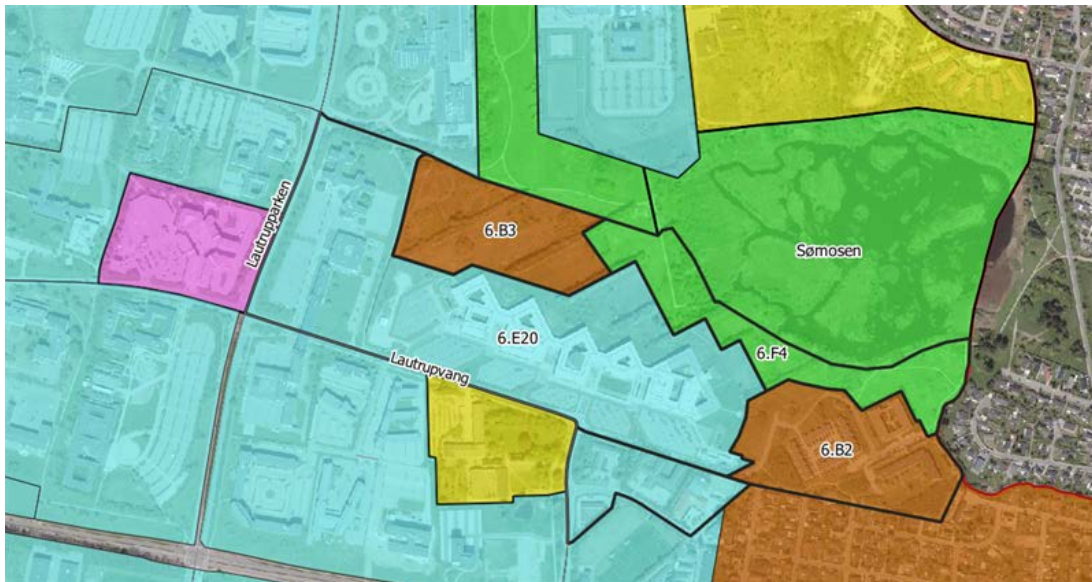 Lautrupparken
6.B3
Sømosen
6.E20
Lautrupvang
6.F4
6.B2